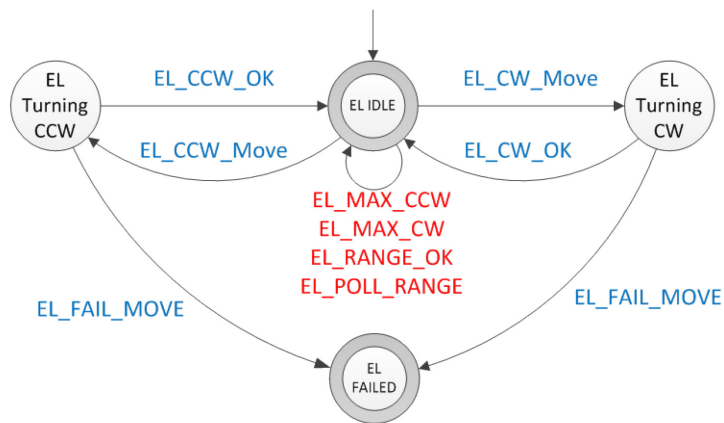 EL
Turning
CCW
EL_CCW_OK
EL_CCW_Move
EL IDLE
EL_CW_Move
EL_CW_OK
EL
Turning
CW
EL_MAX_CCW
EL_MAX_CW
EL_RANGE_OK
EL_POLL_RANGE
EL_FAIL_MOVE
EL_FAIL_MOVE
EL
FAILED